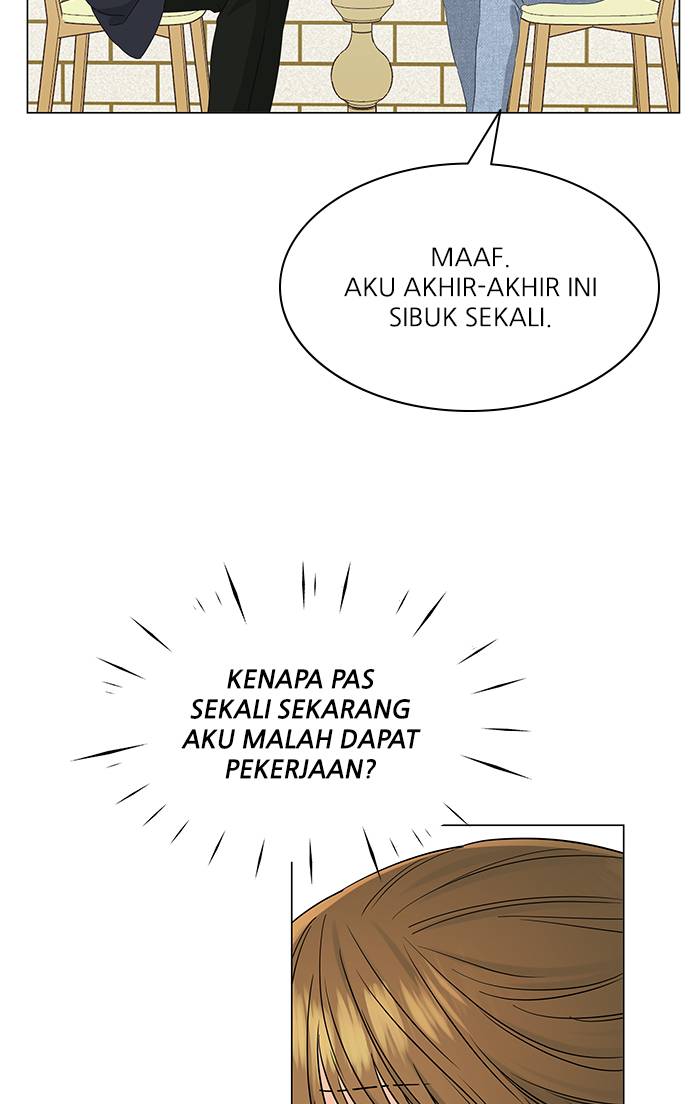 MAAF.
AKU AKHIR-AKHIR INI
SIBUK SEKALI.
KENAPA PAS
SEKALI SEKARANG
AKU MALAH DAPAT
PEKERJAAN?